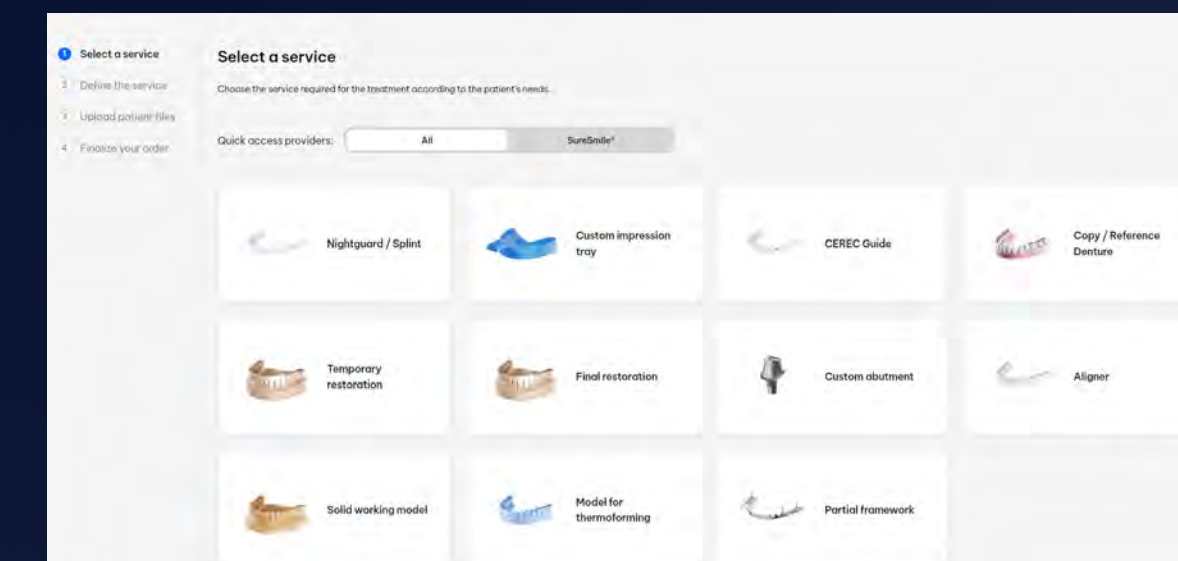 1 Select a service
2 Define the service
3 Upload patient files
4 Finalize your order
Select a service
Choose the service required for the treatment according to the patient's needs.
Quick access providers:
All
SureSmile®
Nightguard / Splint
Custom impression
tray
CEREC Guide
Copy / Reference
Denture
Temporary
restoration
Final restoration
Custom abutment
Aligner
Solid working model
Model for
thermoforming
Partial framework